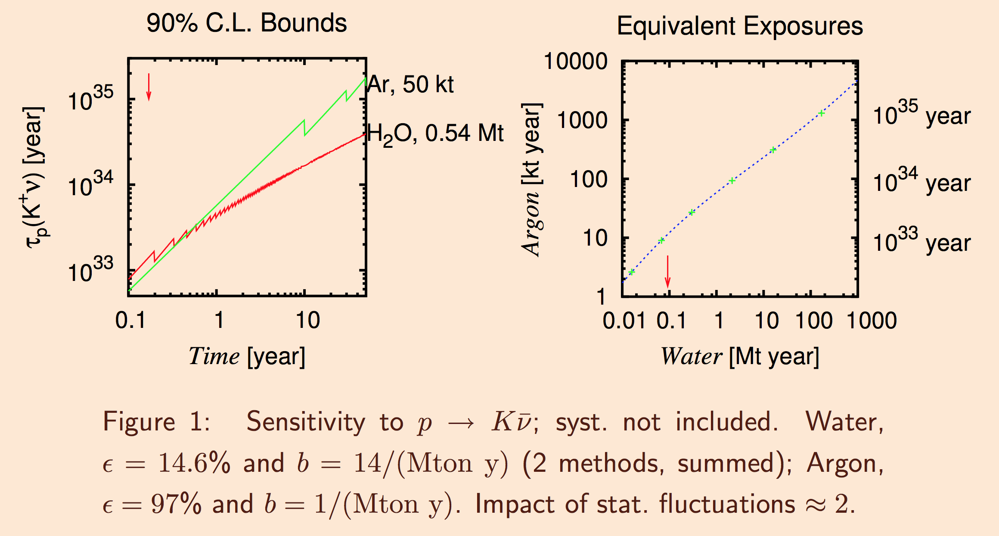 90% C.L. Bounds
τp(K+ν) [year]
10^35
10^34
10^33
Ar, 50 kt
H₂O, 0.54 Mt
0.1 1 10
Time [year]
Equivalent Exposures
Argon [kt year]
10000
1000
100
10
1
10^35 year
10^34 year
10^33 year
0.01 0.1 1 10 100 1000
Water [Mt year]
Figure 1: Sensitivity to p → Kν̄; syst. not included. Water,
ϵ = 14.6% and b = 14/(Mton y) (2 methods, summed); Argon,
ϵ = 97% and b = 1/(Mton y). Impact of stat. fluctuations ≈ 2.